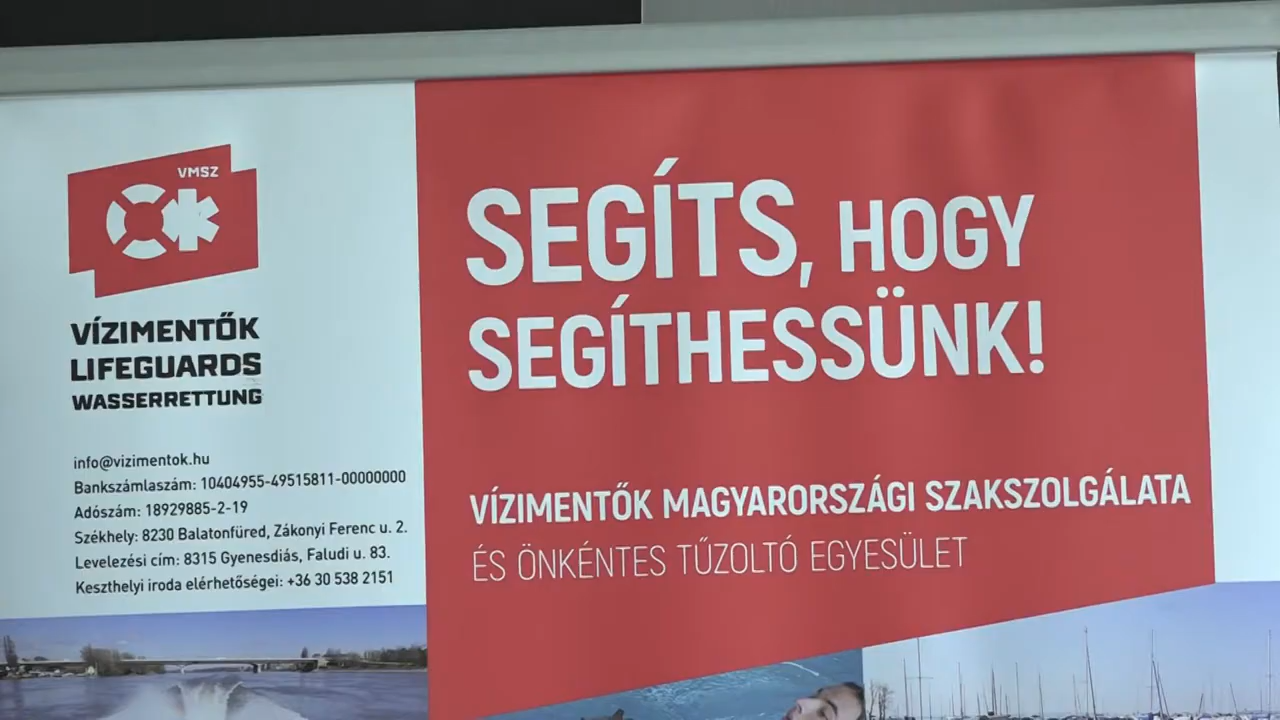 VMSZ
VÍZIMENTŐK
LIFEGUARDS
WASSERRETTUNG
info@vizimentok.hu
Bankszámlaszám: 10404955-49515811-00000000
Adószám: 18929885-2-19
Székhely: 8230 Balatonfüred, Zákonyi Ferenc u. 2.
Levelezési cím: 8315 Gyenesdiás, Faludi u. 83.
Keszthelyi iroda elérhetőségei: +36 30 538 2151
SEGÍTS, HOGY
SEGÍTHESSÜNK!
VÍZIMENTŐK MAGYARORSZÁGI SZAKSZOLGÁLATA
ÉS ÖNKÉNTES TŰZOLTÓ EGYESÜLET